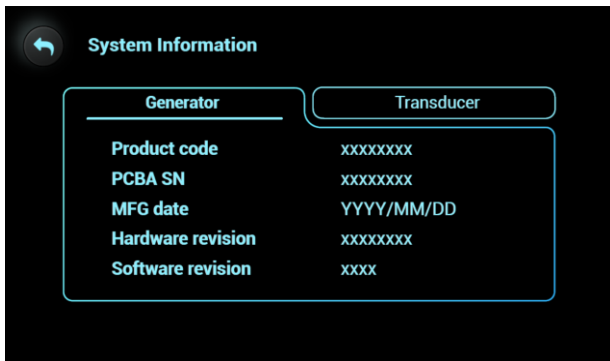 System Information
Generator Transducer
Product code xxxxxxxx
PCBA SN xxxxxxxx
MFG date YYYY/MM/DD
Hardware revision xxxxxxxx
Software revision xxxx